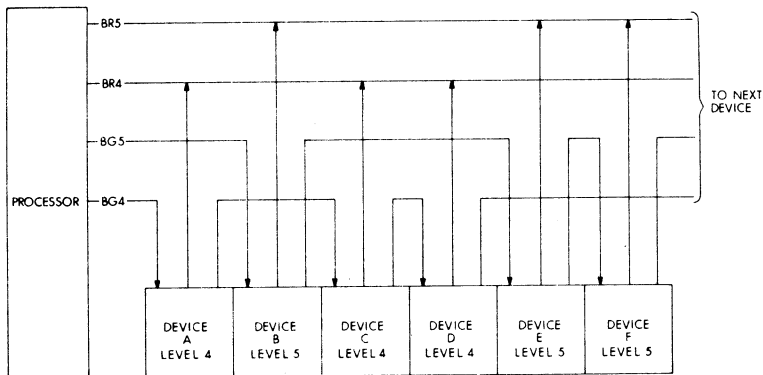 BR5
BR4
TO NEXT
DEVICE
BG5
PROCESSOR
BG4
DEVICE
A
LEVEL 4
DEVICE
B
LEVEL 5
DEVICE
C
LEVEL 4
DEVICE
D
LEVEL 4
DEVICE
E
LEVEL 5
DEVICE
F
LEVEL 5